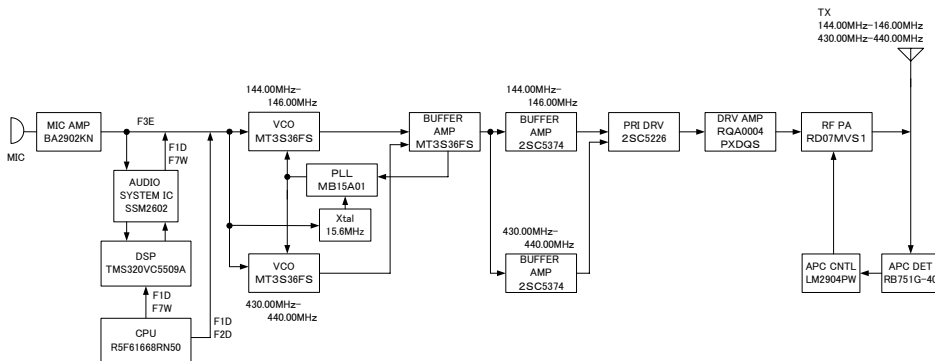 TX
144.00MHz-146.00MHz
430.00MHz-440.00MHz
144.00MHz-
146.00MHz
144.00MHz-
146.00MHz
MIC
MIC AMP
BA2902KN
F3E
VCO
MT3S36FS
BUFFER
AMP
MT3S36FS
BUFFER
AMP
2SC5374
PRI DRV
2SC5226
DRV AMP
RQA0004
PXDQS
RF PA
RD07MVS1
F1D
F7W
AUDIO
SYSTEM IC
SSM2602
PLL
MB15A01
Xtal
15.6MHz
430.00MHz-
440.00MHz
DSP
TMS320VC5509A
VCO
MT3S36FS
BUFFER
AMP
2SC5374
APC CNTL
LM2904PW
APC DET
RB751G-40
430.00MHz-
440.00MHz
F1D
F7W
F1D
F2D
CPU
R5F61668RN50